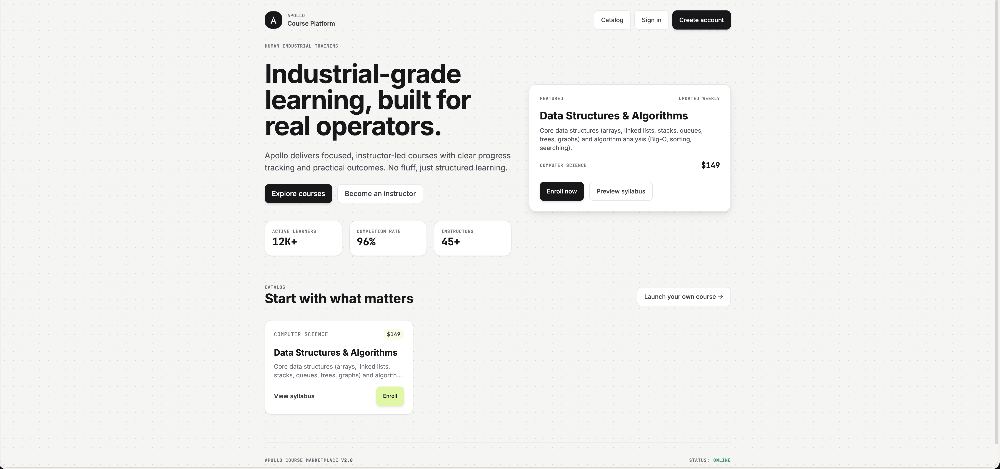 A
APOLLO
Course Platform
Catalog
Sign in
Create account
HUMAN INDUSTRIAL TRAINING
Industrial-grade
learning, built for
real operators.
Apollo delivers focused, instructor-led courses with clear progress
tracking and practical outcomes. No fluff, just structured learning.
Explore courses
Become an instructor
FEATURED
UPDATED WEEKLY
Data Structures & Algorithms
Core data structures (arrays, linked lists, stacks, queues,
trees, graphs) and algorithm analysis (Big-O, sorting,
searching).
COMPUTER SCIENCE
$149
Enroll now
Preview syllabus
ACTIVE LEARNERS
12K+
COMPLETION RATE
96%
INSTRUCTORS
45+
CATALOG
Start with what matters
Launch your own course →
COMPUTER SCIENCE
$149
Data Structures & Algorithms
Core data structures (arrays, linked lists,
stacks, queues, trees, graphs) and algorith...
View syllabus
Enroll
APOLLO COURSE MARKETPLACE V2.0
STATUS: ONLINE